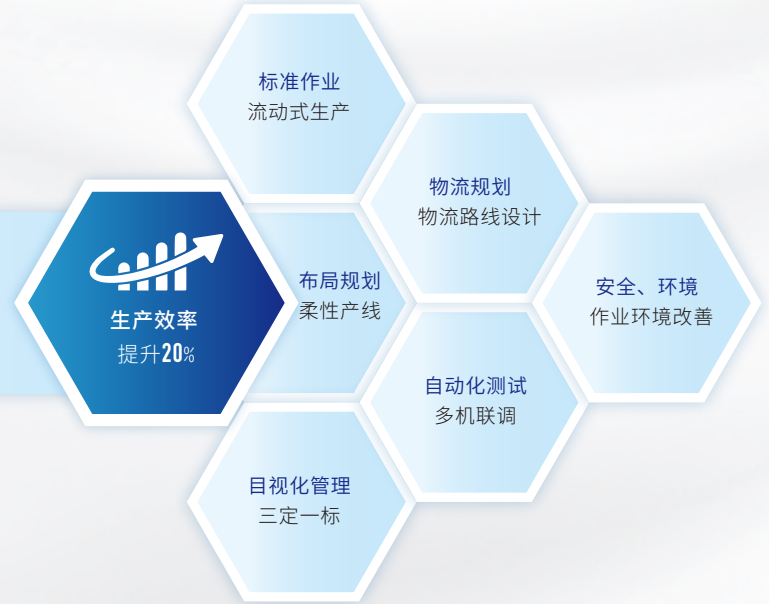 标准作业
流动式生产
物流规划
物流路线设计
布局规划
柔性产线
安全、环境
作业环境改善
生产效率
提升20%
自动化测试
多机联调
目视化管理
三定一标